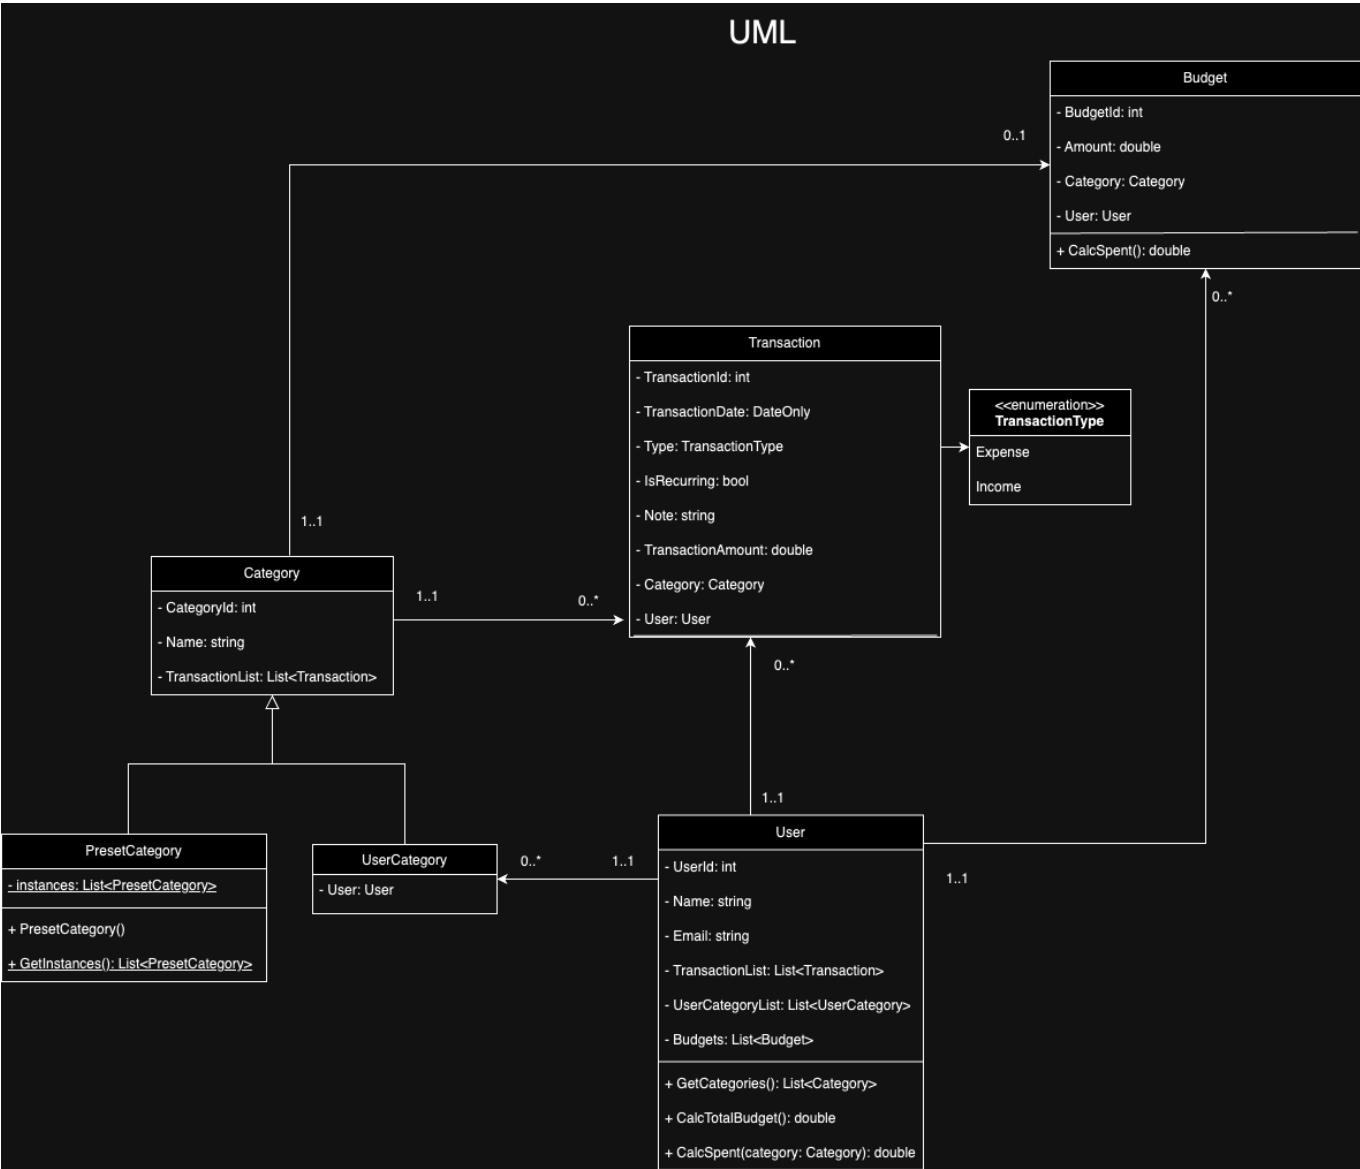 UML
Budget
- BudgetId: int
- Amount: double
- Category: Category
- User: User
+ CalcSpent(): double
0..1
0..*
Transaction
- TransactionId: int
- TransactionDate: DateOnly
- Type: TransactionType
- IsRecurring: bool
- Note: string
- TransactionAmount: double
- Category: Category
- User: User
<<enumeration>>
TransactionType
Expense
Income
1..1
Category
- CategoryId: int
- Name: string
- TransactionList: List<Transaction>
1..1
0..*
0..*
1..1
PresetCategory
- instances: List<PresetCategory>
+ PresetCategory()
+ GetInstances(): List<PresetCategory>
UserCategory
- User: User
0..*
1..1
User
- UserId: int
- Name: string
- Email: string
- TransactionList: List<Transaction>
- UserCategoryList: List<UserCategory>
- Budgets: List<Budget>
+ GetCategories(): List<Category>
+ CalcTotalBudget(): double
+ CalcSpent(category: Category): double
1..1